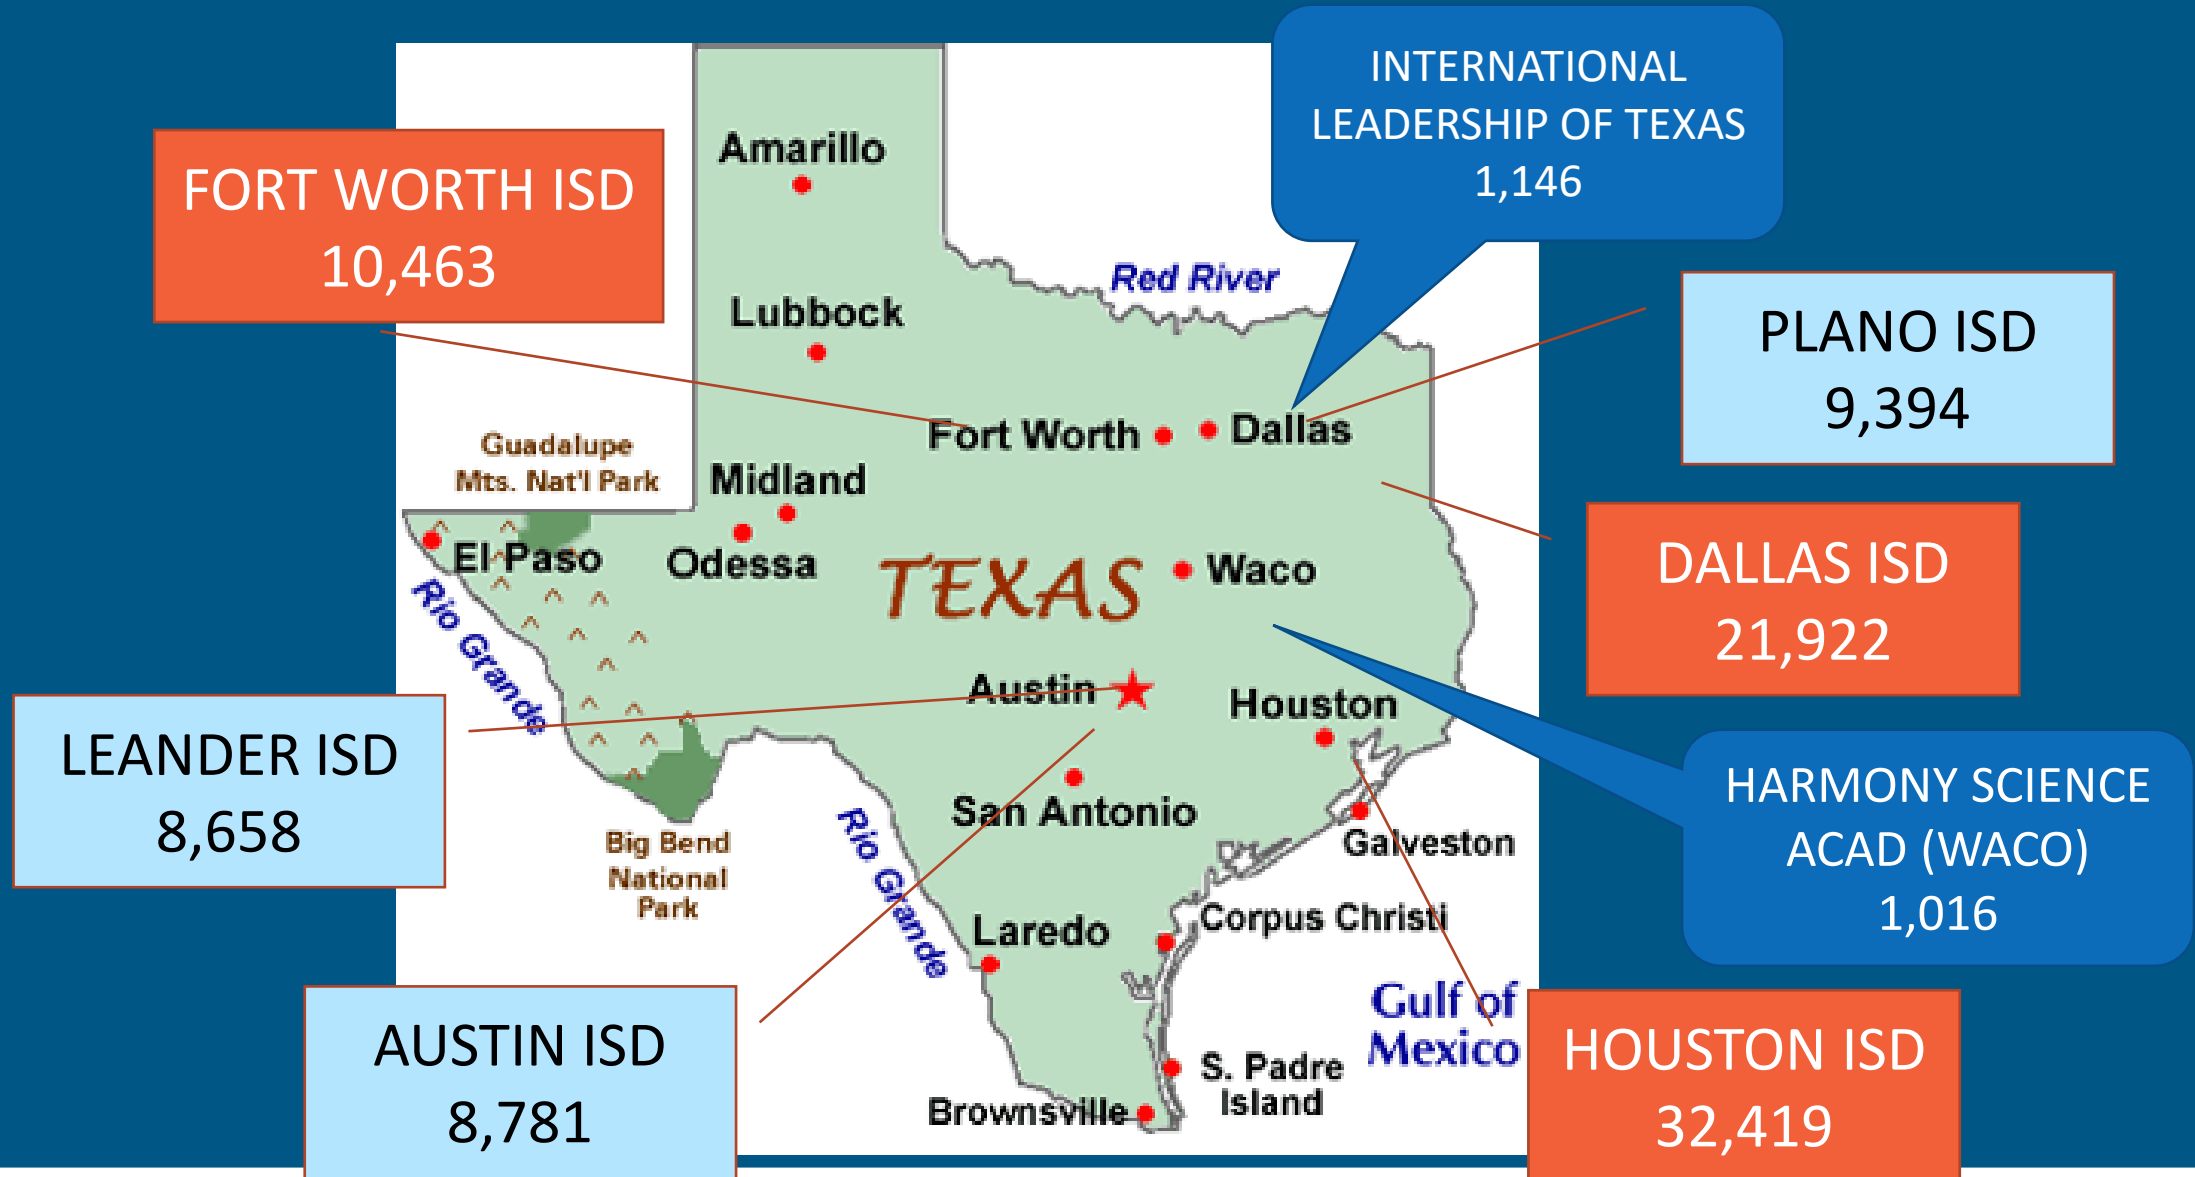 INTERNATIONAL
LEADERSHIP OF TEXAS
1,146
FORT WORTH ISD
10,463
Amarillo
Red River
Lubbock
PLANO ISD
9,394
Fort Worth
Dallas
Guadalupe
Mts. Nat'l Park
Midland
El Paso
Odessa
TEXAS
Waco
DALLAS ISD
21,922
Rio Grande
Austin
Houston
LEANDER ISD
8,658
San Antonio
HARMONY SCIENCE
ACAD (WACO)
1,016
Big Bend
National
Park
Rio Grande
Galveston
Laredo
Corpus Christi
Gulf of
Mexico
AUSTIN ISD
8,781
S. Padre
Island
Brownsville
HOUSTON ISD
32,419